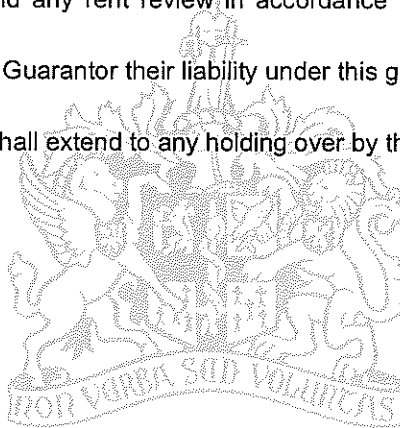 nd any rent review in accordance
Guarantor their liability under this g
hall extend to any holding over by th
NON VERBA SED VOLUNTAS